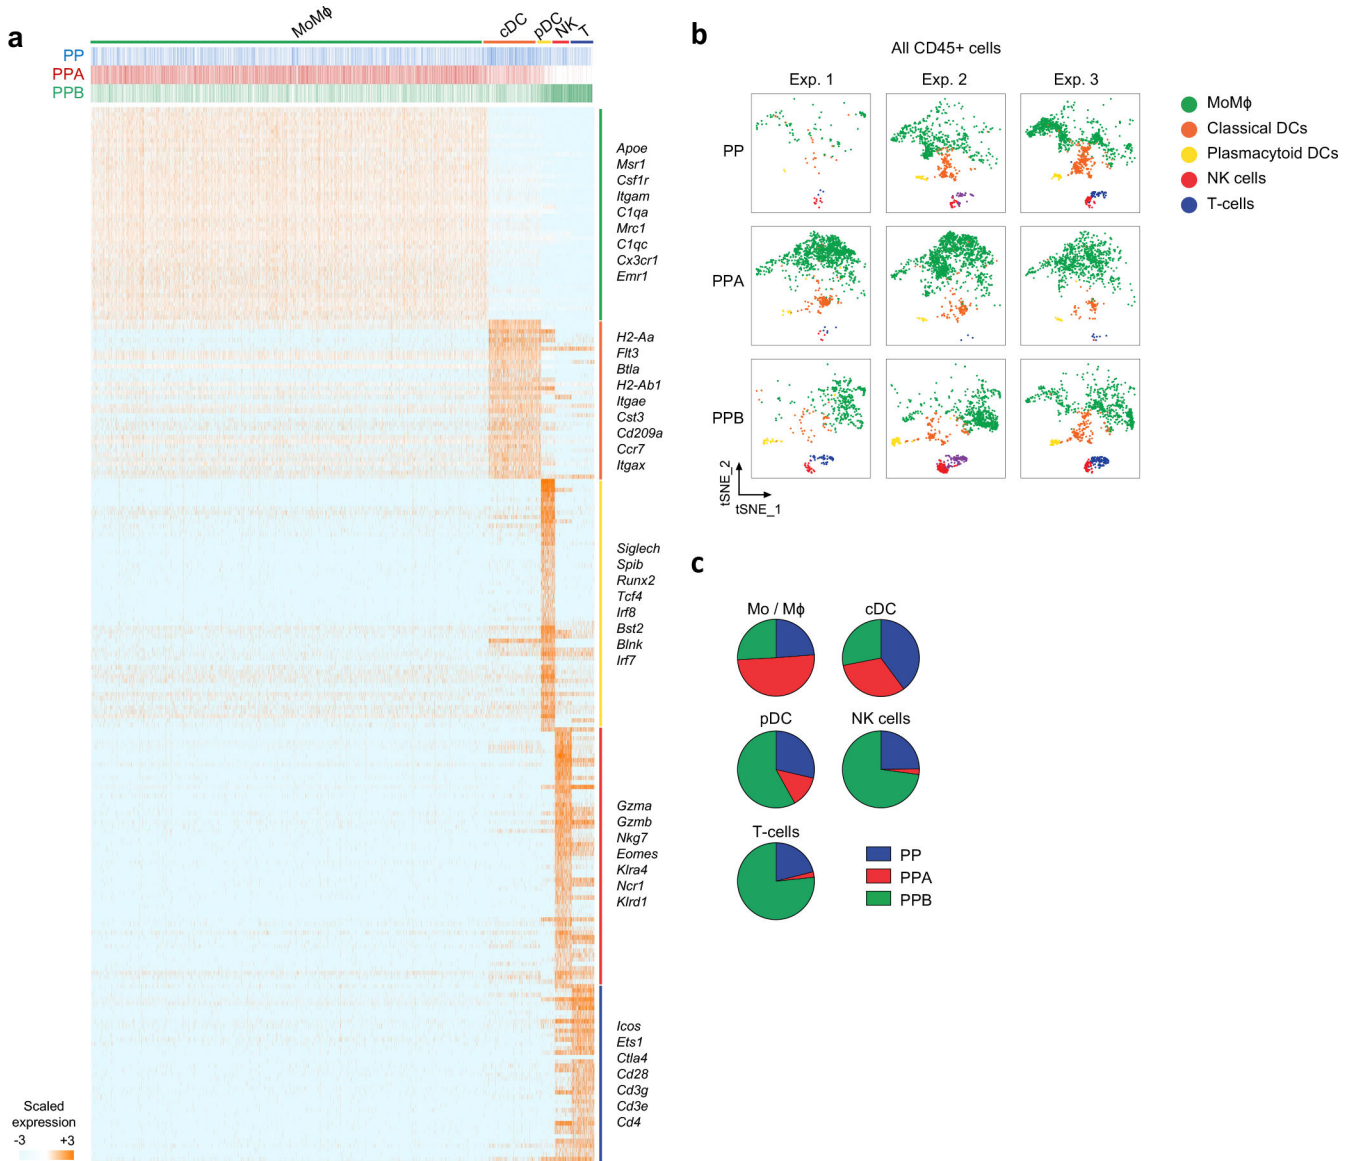 a
MoMϕ
cDC
pDC
NK
T
PP
PPA
PPB
Apoe
Msr1
Csf1r
Itgam
C1qa
Mrc1
C1qc
Cx3cr1
Emr1
H2-Aa
Flt3
Btla
H2-Ab1
Itgae
Cst3
Cd209a
Ccr7
Itgax
Siglech
Spib
Runx2
Tcf4
Irf8
Bst2
Blnk
Irf7
Gzma
Gzmb
Nkg7
Eomes
Klra4
Ncr1
Klrd1
Icos
Ets1
Ctla4
Cd28
Cd3g
Cd3e
Cd4
Scaled
expression
-3 +3
b
All CD45+ cells
Exp. 1 Exp. 2 Exp. 3
PP
PPA
PPB
tSNE_2
tSNE_1
MoMϕ
Classical DCs
Plasmacytoid DCs
NK cells
T-cells
c
Mo / Mϕ cDC
pDC NK cells
T-cells
PP
PPA
PPB